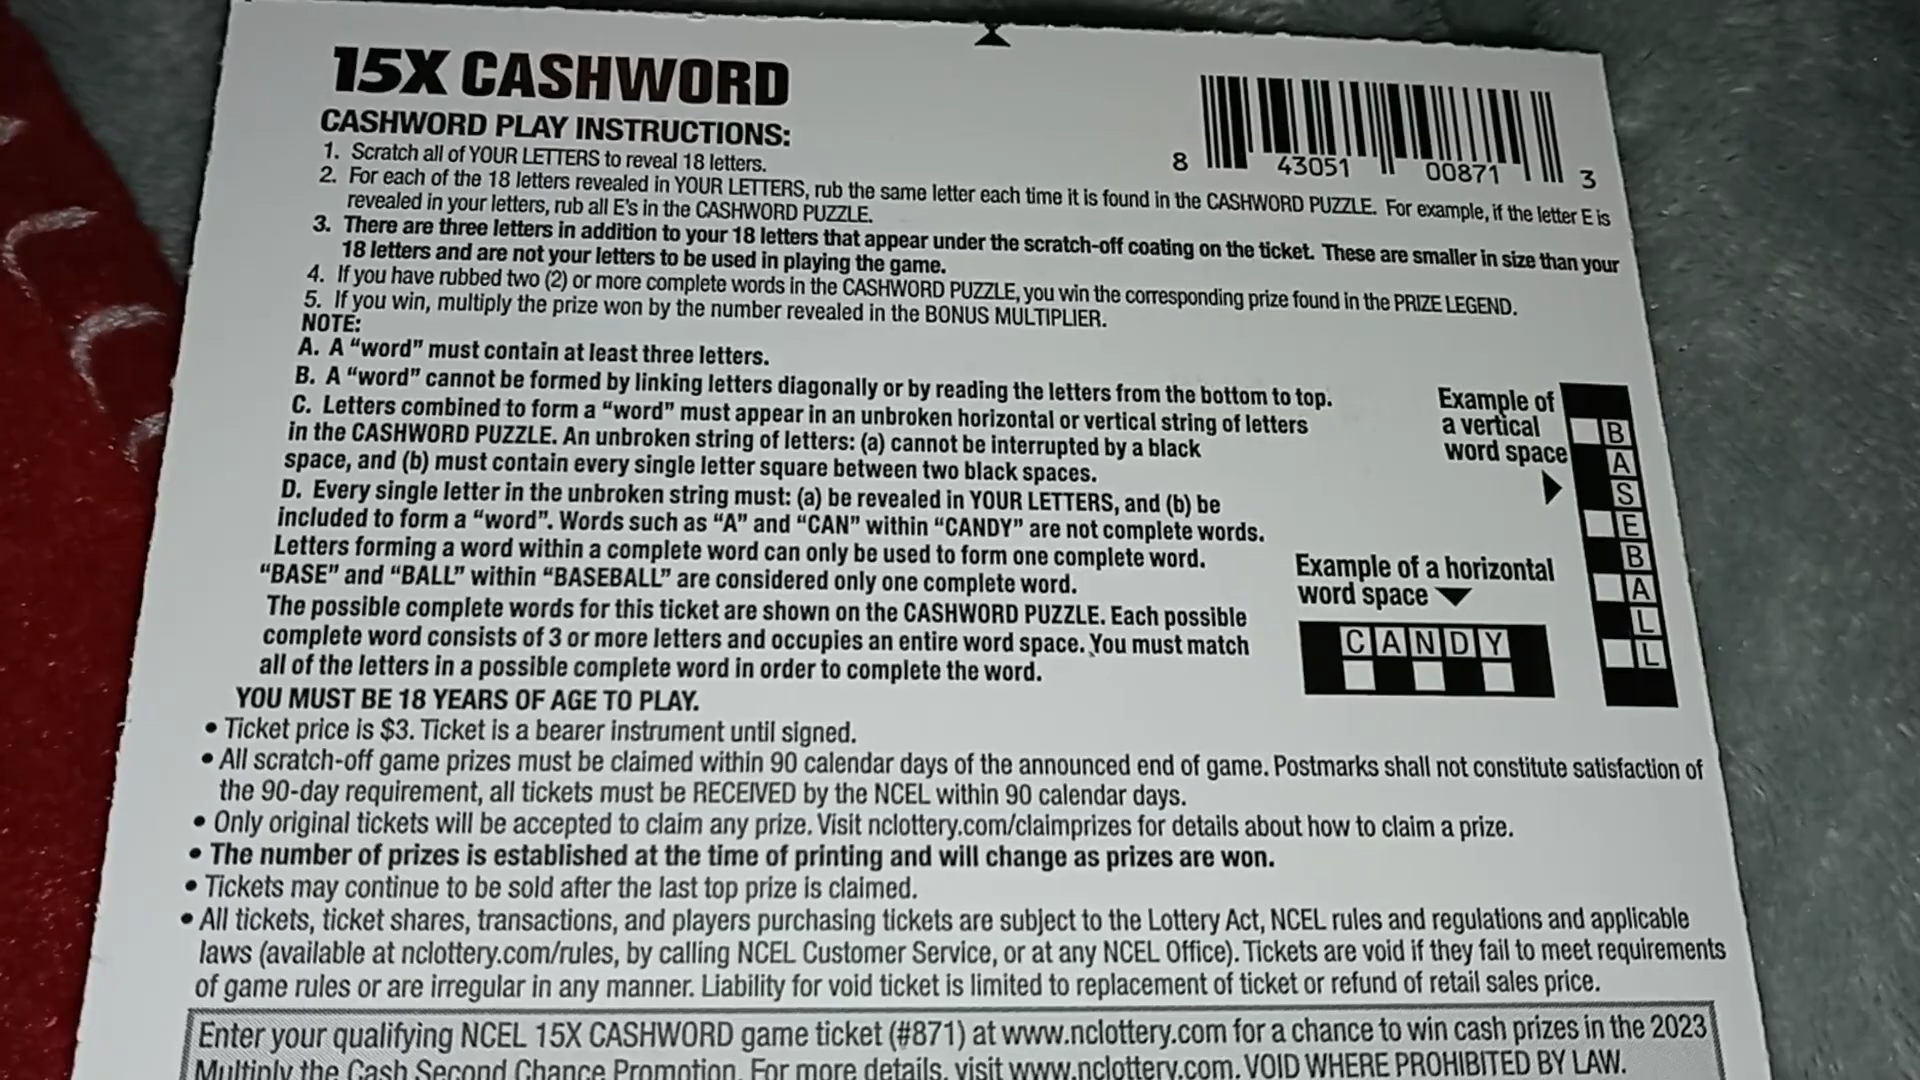 15X CASHWORD
CASHWORD PLAY INSTRUCTIONS:
1. Scratch all of YOUR LETTERS to reveal 18 letters.
2. For each of the 18 letters revealed in YOUR LETTERS, rub the same letter each time it is found in the CASHWORD PUZZLE. For example, if the letter E is
revealed in your letters, rub all E's in the CASHWORD PUZZLE.
3. There are three letters in addition to your 18 letters that appear under the scratch-off coating on the ticket. These are smaller in size than your
18 letters and are not your letters to be used in playing the game.
4. If you have rubbed two (2) or more complete words in the CASHWORD PUZZLE, you win the corresponding prize found in the PRIZE LEGEND.
5. If you win, multiply the prize won by the number revealed in the BONUS MULTIPLIER.
8 43051 00871 3
NOTE:
A. A “word” must contain at least three letters.
B. A “word” cannot be formed by linking letters diagonally or by reading the letters from the bottom to top.
C. Letters combined to form a “word” must appear in an unbroken horizontal or vertical string of letters
in the CASHWORD PUZZLE. An unbroken string of letters: (a) cannot be interrupted by a black
space, and (b) must contain every single letter square between two black spaces.
D. Every single letter in the unbroken string must: (a) be revealed in YOUR LETTERS, and (b) be
included to form a “word”. Words such as “A” and “CAN” within “CANDY” are not complete words.
Letters forming a word within a complete word can only be used to form one complete word.
“BASE” and “BALL” within “BASEBALL” are considered only one complete word.
The possible complete words for this ticket are shown on the CASHWORD PUZZLE. Each possible
complete word consists of 3 or more letters and occupies an entire word space. You must match
all of the letters in a possible complete word in order to complete the word.
Example of
a vertical
word space
B
A
S
E
B
A
L
L
Example of a horizontal
word space
C A N D Y
YOU MUST BE 18 YEARS OF AGE TO PLAY.
• Ticket price is $3. Ticket is a bearer instrument until signed.
• All scratch-off game prizes must be claimed within 90 calendar days of the announced end of game. Postmarks shall not constitute satisfaction of
the 90-day requirement, all tickets must be RECEIVED by the NCEL within 90 calendar days.
• Only original tickets will be accepted to claim any prize. Visit nclottery.com/claimprizes for details about how to claim a prize.
• The number of prizes is established at the time of printing and will change as prizes are won.
• Tickets may continue to be sold after the last top prize is claimed.
• All tickets, ticket shares, transactions, and players purchasing tickets are subject to the Lottery Act, NCEL rules and regulations and applicable
laws (available at nclottery.com/rules, by calling NCEL Customer Service, or at any NCEL Office). Tickets are void if they fail to meet requirements
of game rules or are irregular in any manner. Liability for void ticket is limited to replacement of ticket or refund of retail sales price.
Enter your qualifying NCEL 15X CASHWORD game ticket (#871) at www.nclottery.com for a chance to win cash prizes in the 2023
Multiply the Cash Second Chance Promotion. For more details, visit www.nclottery.com. VOID WHERE PROHIBITED BY LAW.